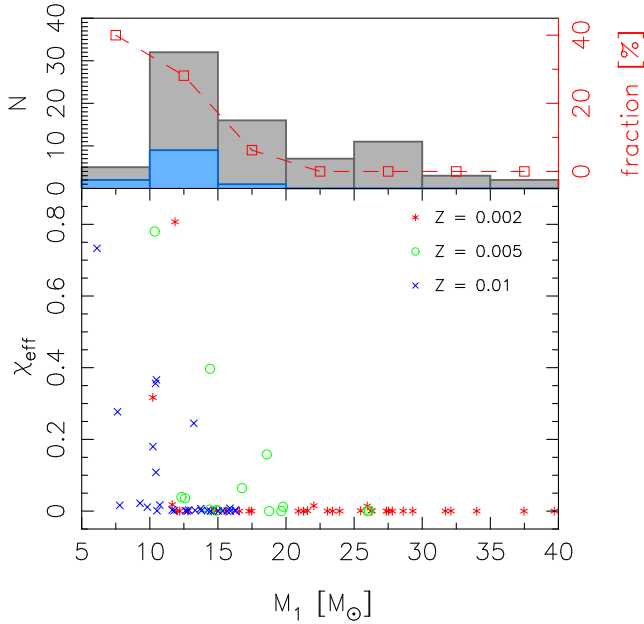 N
0 10 20 30 40
0 20 40
fraction [%]
Z = 0.002
Z = 0.005
Z = 0.01
χeff
0 0.2 0.4 0.6 0.8
5 10 15 20 25 30 35 40
M₁ [M⊙]